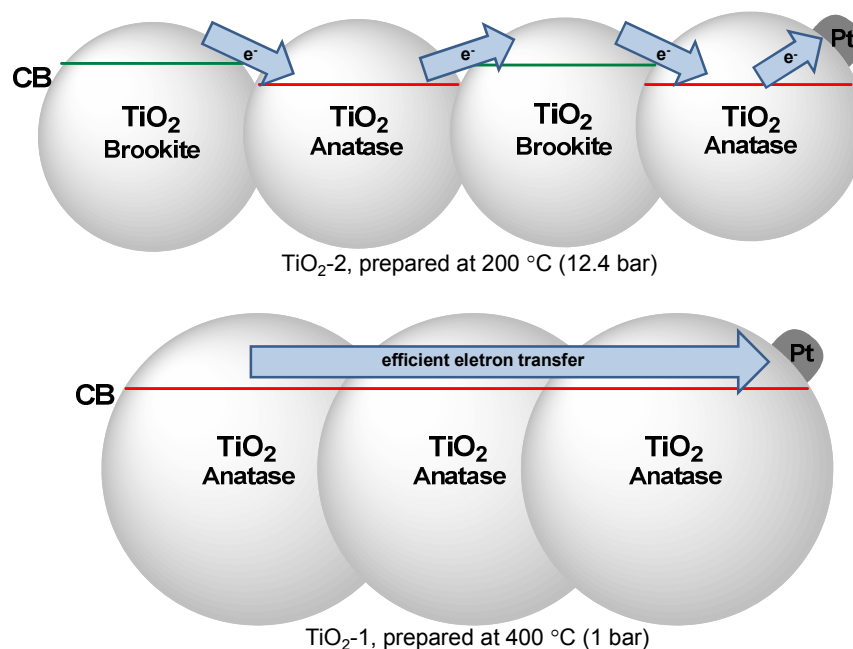 e⁻ e⁻ e⁻ e⁻ Pt
CB
TiO₂ TiO₂ TiO₂ TiO₂
Brookite Anatase Brookite Anatase
TiO₂-2, prepared at 200 °C (12.4 bar)
efficient eletron transfer Pt
CB
TiO₂ TiO₂ TiO₂
Anatase Anatase Anatase
TiO₂-1, prepared at 400 °C (1 bar)